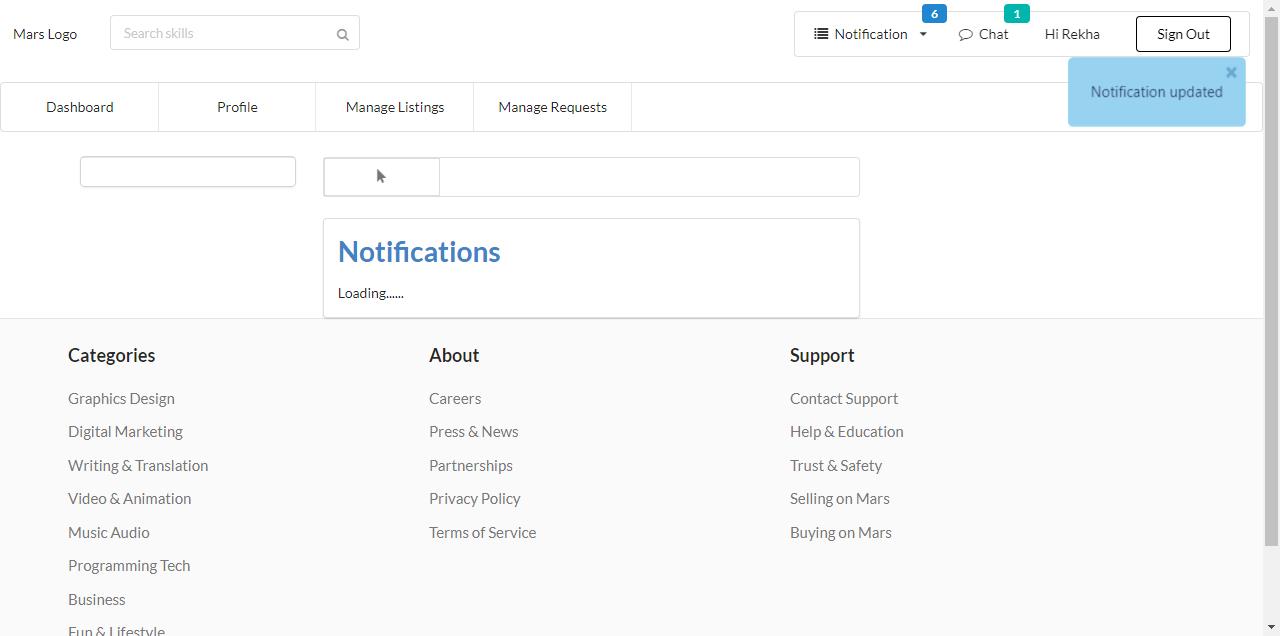 Mars Logo
Search skills
Notification
6
Chat
1
Hi Rekha
Sign Out
Notification updated
Dashboard
Profile
Manage Listings
Manage Requests
Notifications
Loading......
Categories
Graphics Design
Digital Marketing
Writing & Translation
Video & Animation
Music Audio
Programming Tech
Business
Fun & Lifestyle
About
Careers
Press & News
Partnerships
Privacy Policy
Terms of Service
Support
Contact Support
Help & Education
Trust & Safety
Selling on Mars
Buying on Mars